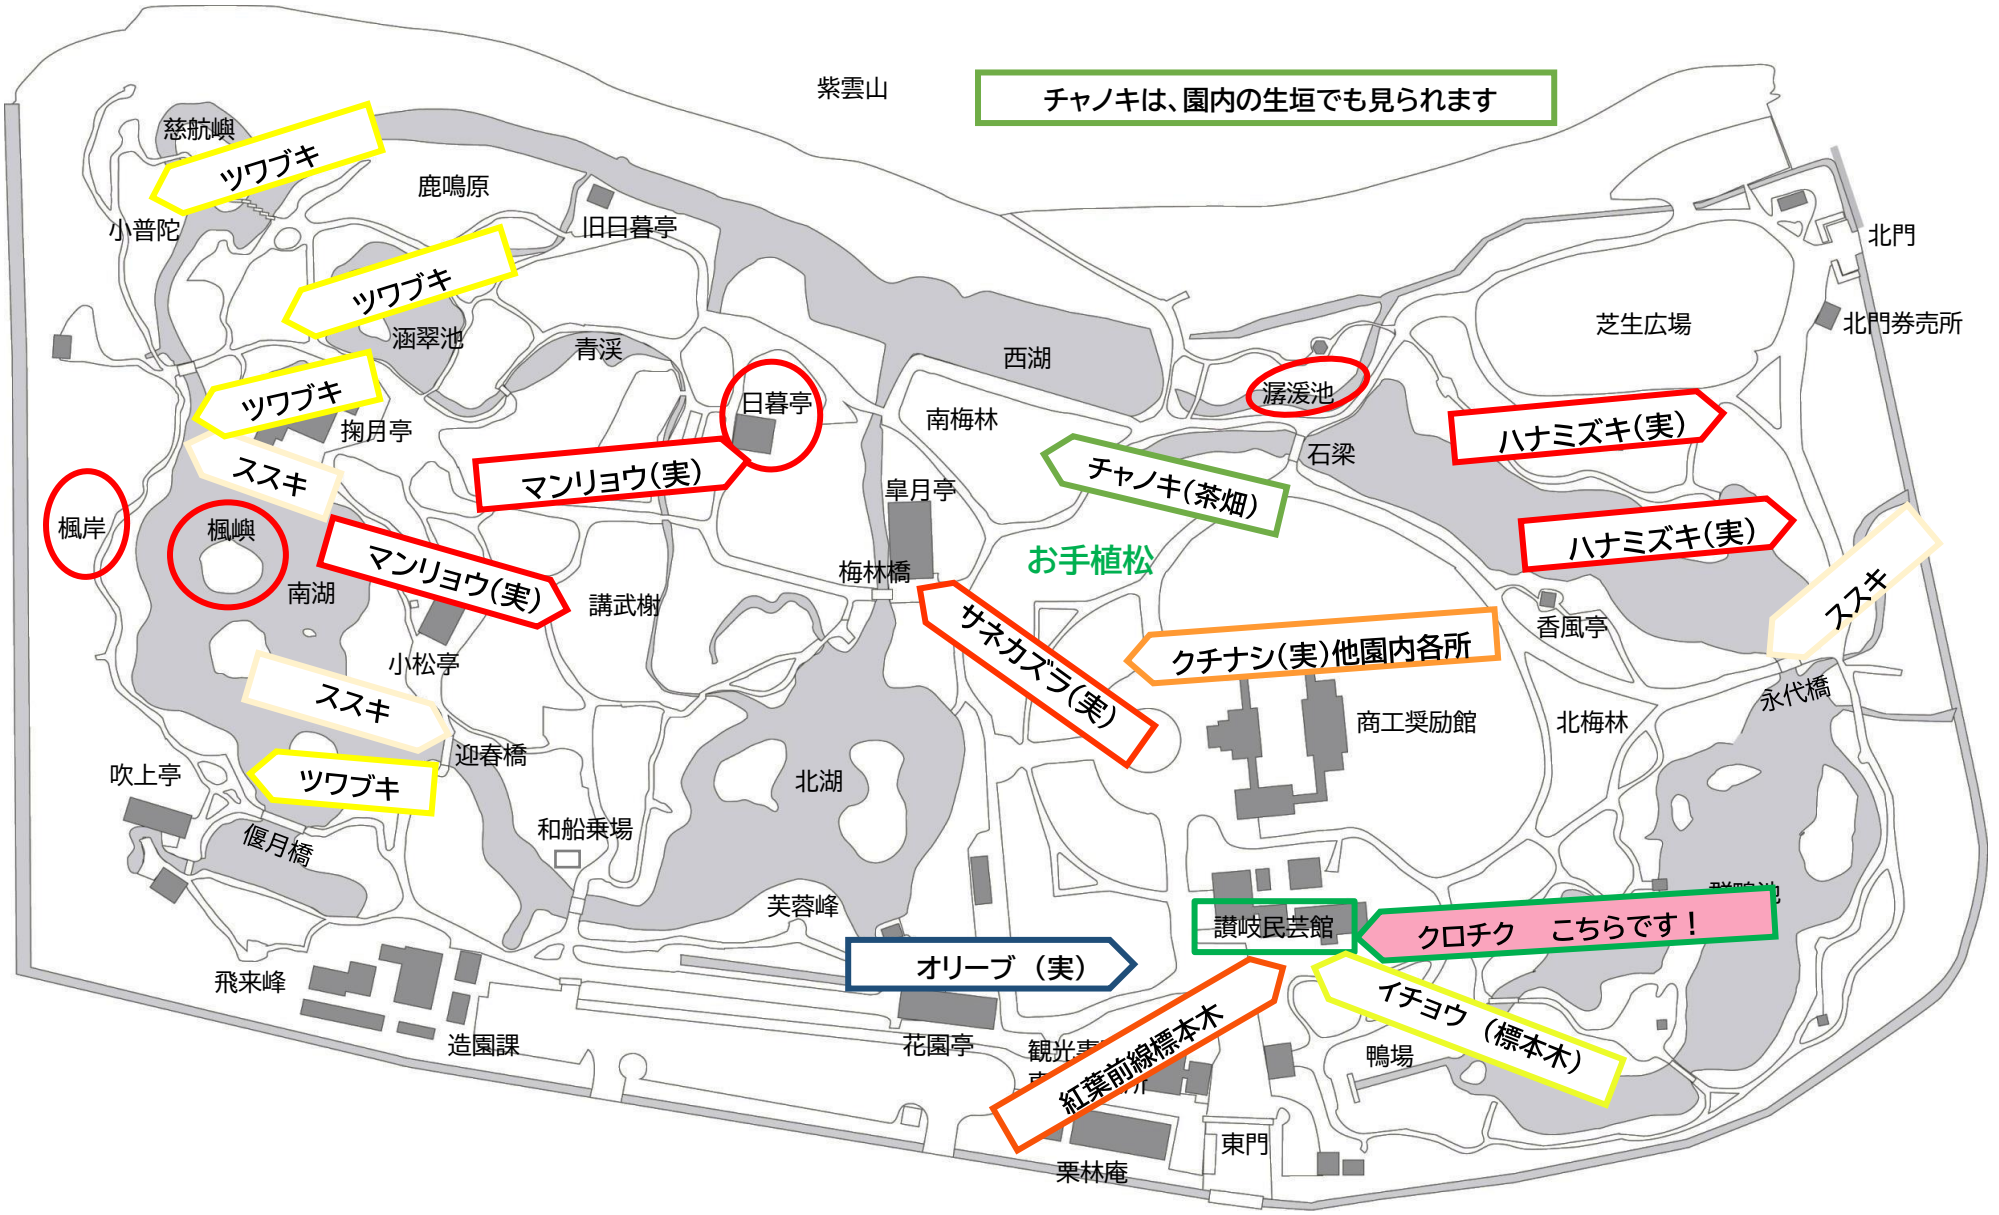 紫雲山
チャノキは、園内の生垣でも見られます
慈航嶼
ツワブキ
鹿鳴原
小普陀
旧日暮亭
北門
ツワブキ
涵翠池
青渓
西湖
芝生広場
北門券売所
ツワブキ
日暮亭
潺湲池
掬月亭
南梅林
ハナミズキ(実)
石梁
ススキ
マンリョウ(実)
チャノキ(茶畑)
皐月亭
楓岸
楓嶼
ハナミズキ(実)
お手植松
マンリョウ(実)
梅林橋
南湖
講武榭
サネカズラ(実)
ススキ
香風亭
クチナシ(実)他園内各所
小松亭
ススキ
永代橋
商工奨励館
北梅林
迎春橋
吹上亭
ツワブキ
北湖
和船乗場
偃月橋
芙蓉峰
讃岐民芸館
クロチク こちらです!
オリーブ (実)
飛来峰
イチョウ (標本木)
造園課
花園亭
観光
紅葉前線標本木
鴨場
東門
栗林庵